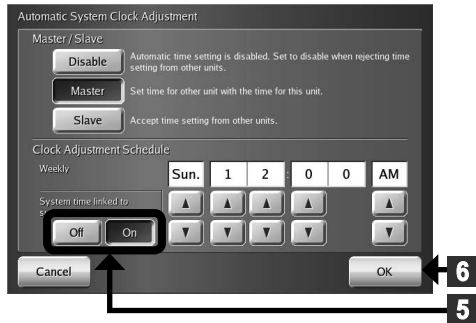 Automatic System Clock Adjustment
Master / Slave
Disable
Automatic time setting is disabled. Set to disable when rejecting time
setting from other units.
Master
Set time for other unit with the time for this unit.
Slave
Accept time setting from other units.
Clock Adjustment Schedule
Weekly
Sun. 1 2 : 0 0 AM
System time linked to
Off On
Cancel
OK
6
5